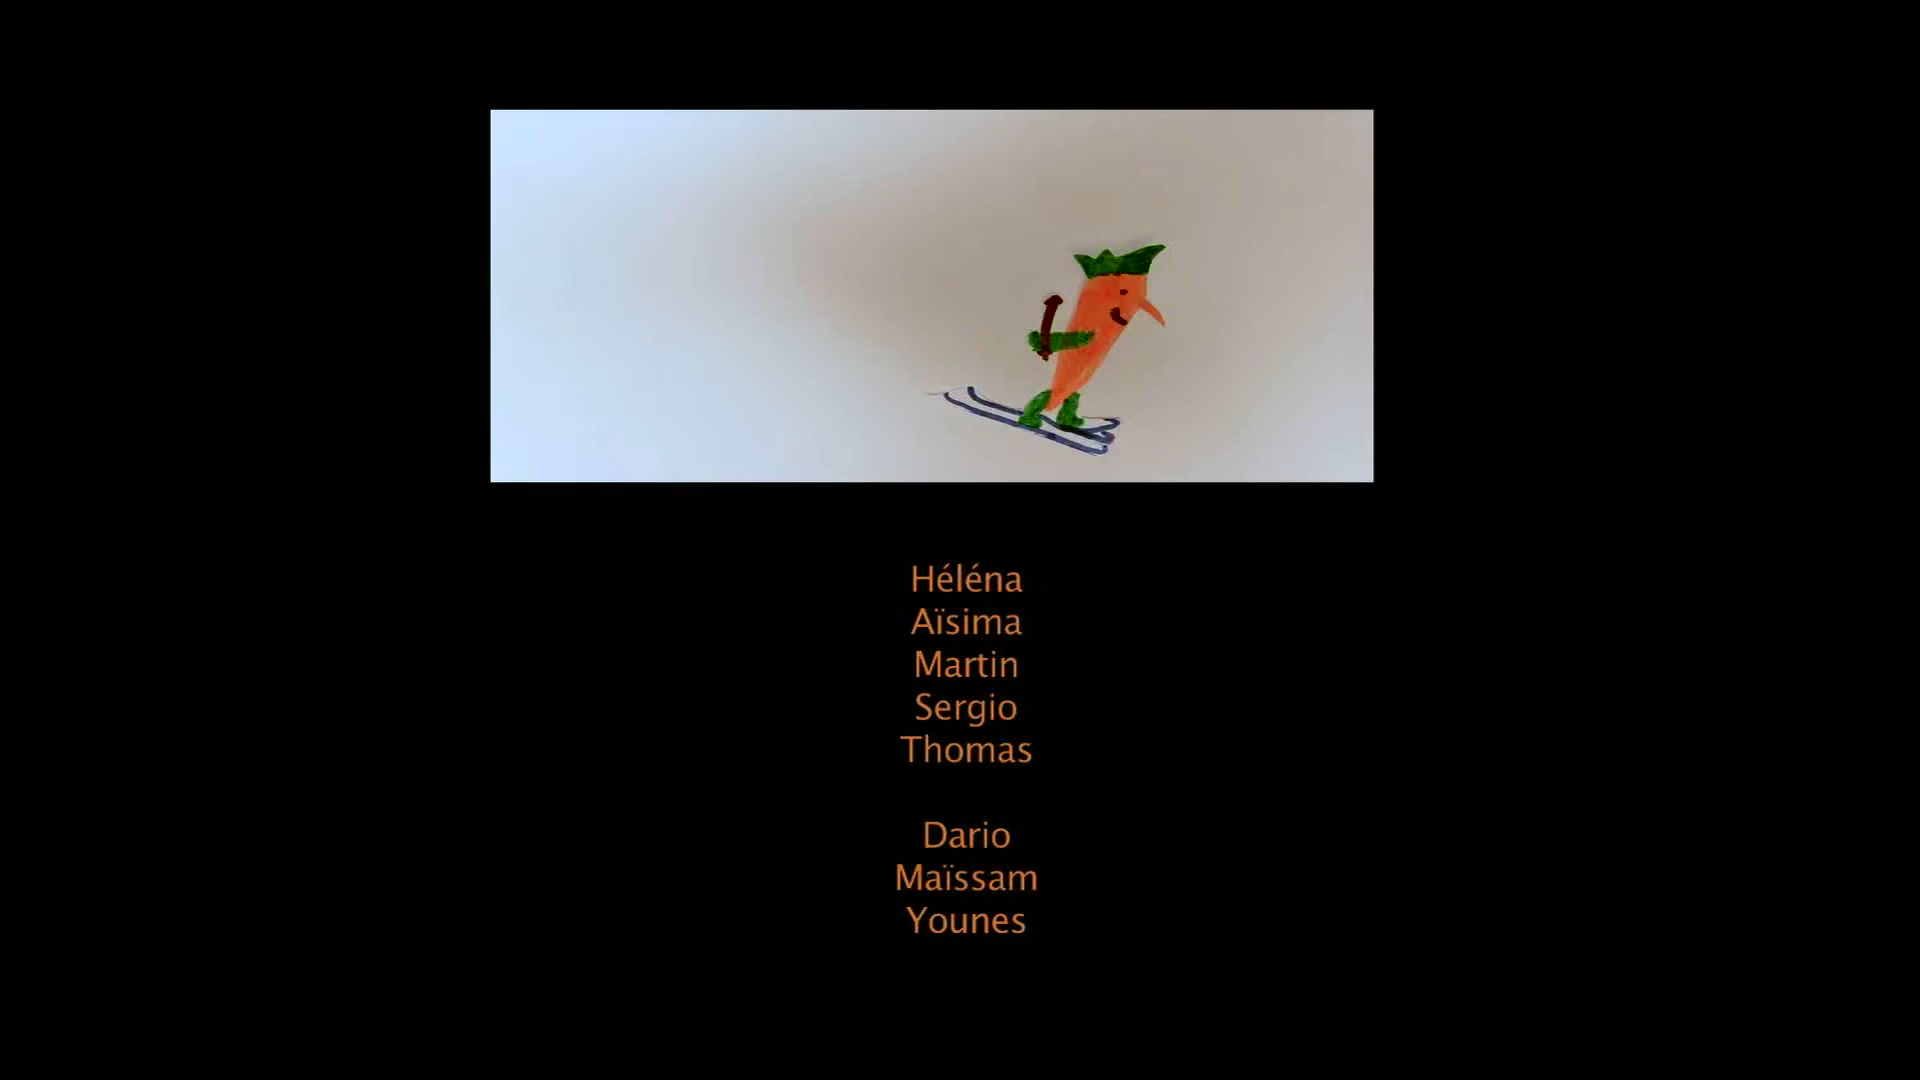 Héléna
Aïsima
Martin
Sergio
Thomas
Dario
Maïssam
Younes